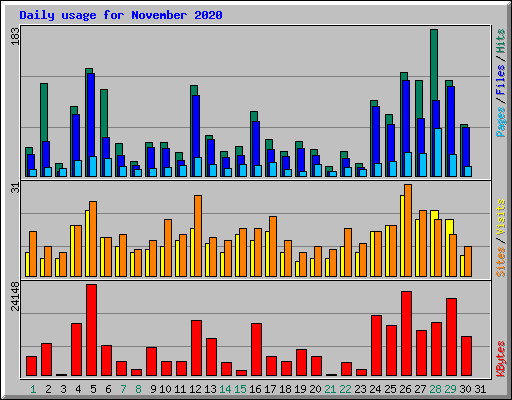 Daily usage for November 2020
183
Pages / Files / Hits
31
Sites / Visits
24148
KBytes
1 2 3 4 5 6 7 8 9 10 11 12 13 14 15 16 17 18 19 20 21 22 23 24 25 26 27 28 29 30 31